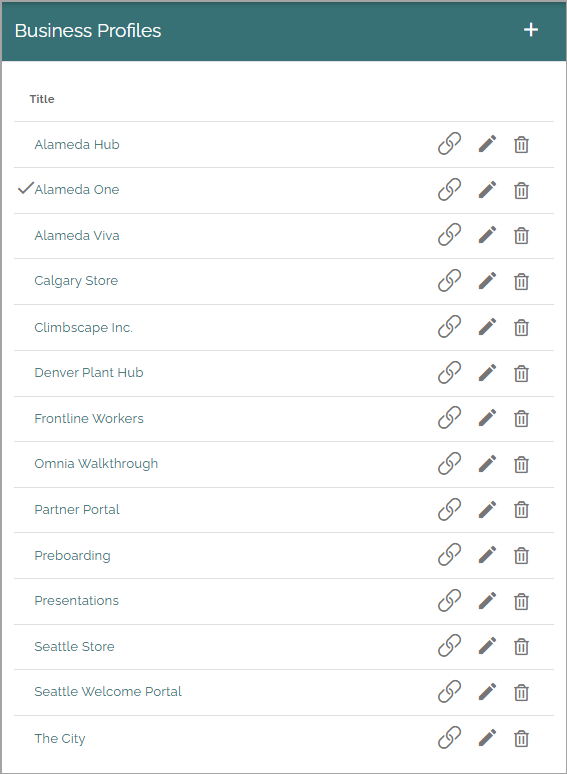 Business Profiles
Title
Alameda Hub
Alameda One
Alameda Viva
Calgary Store
Climbscape Inc.
Denver Plant Hub
Frontline Workers
Omnia Walkthrough
Partner Portal
Preboarding
Presentations
Seattle Store
Seattle Welcome Portal
The City